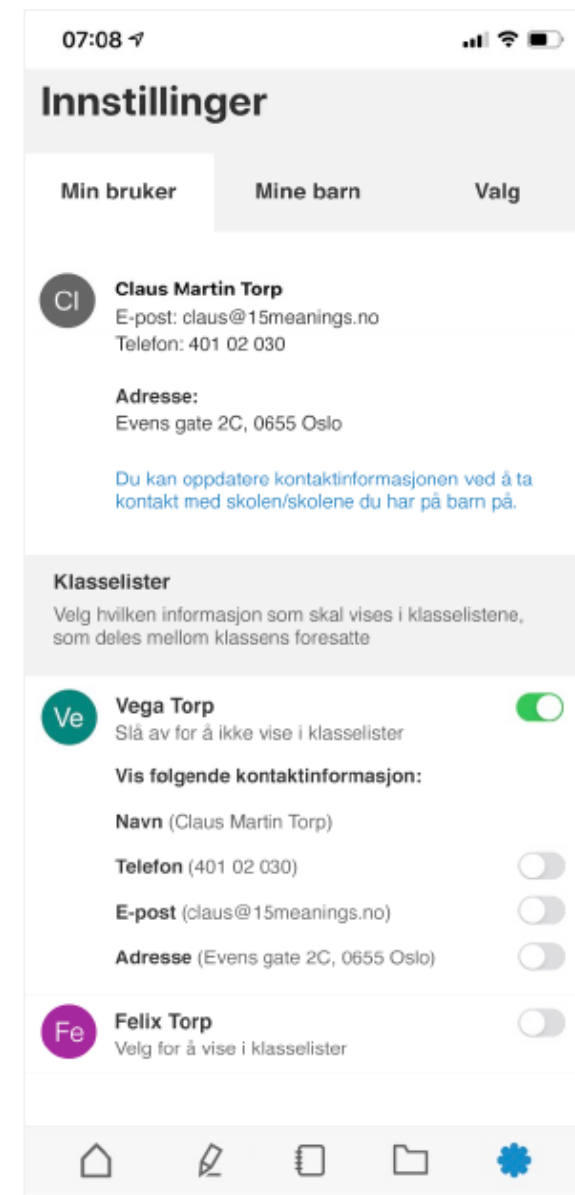 07:08
Innstillinger
Min bruker Mine barn Valg
Cl
Claus Martin Torp
E-post: claus@15meanings.no
Telefon: 401 02 030
Adresse:
Evens gate 2C, 0655 Oslo
Du kan oppdatere kontaktinformasjonen ved å ta
kontakt med skolen/skolene du har på barn på.
Klasselister
Velg hvilken informasjon som skal vises i klasselistene,
som deles mellom klassens foresatte
Ve
Vega Torp
Slå av for å ikke vise i klasselister
Vis følgende kontaktinformasjon:
Navn (Claus Martin Torp)
Telefon (401 02 030)
E-post (claus@15meanings.no)
Adresse (Evens gate 2C, 0655 Oslo)
Fe
Felix Torp
Velg for å vise i klasselister